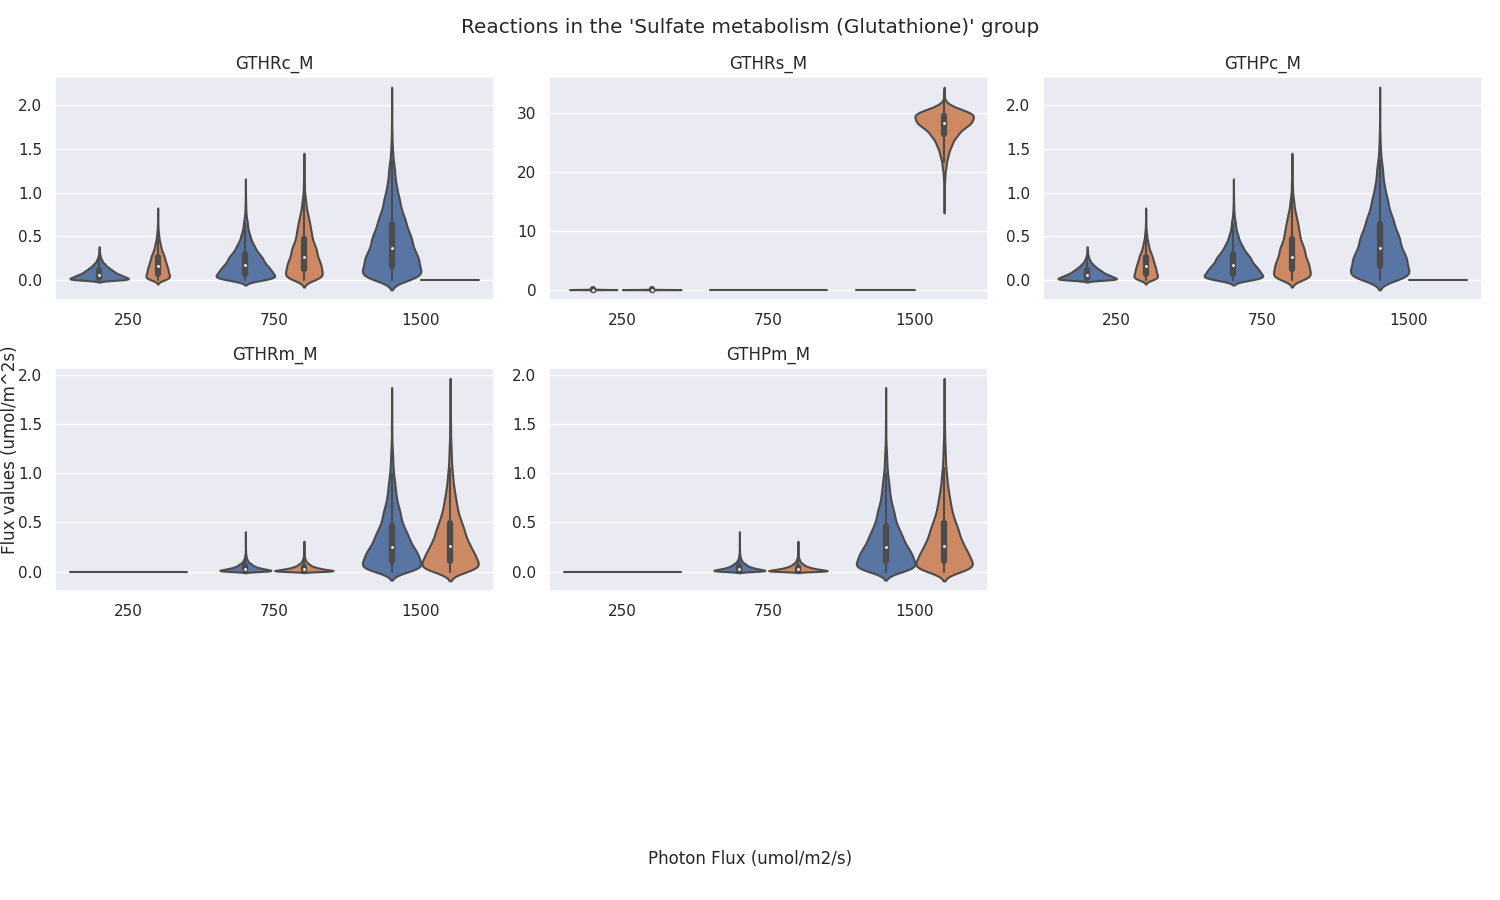 Reactions in the 'Sulfate metabolism (Glutathione)' group
GTHRc_M
GTHRs_M
GTHPc_M
2.0
1.5
1.0
0.5
0.0
30
20
10
0
2.0
1.5
1.0
0.5
0.0
250 750 1500
250 750 1500
250 750 1500
Flux values (umol/m^2s)
GTHRm_M
GTHPm_M
2.0
1.5
1.0
0.5
0.0
2.0
1.5
1.0
0.5
0.0
250 750 1500
250 750 1500
Photon Flux (umol/m2/s)